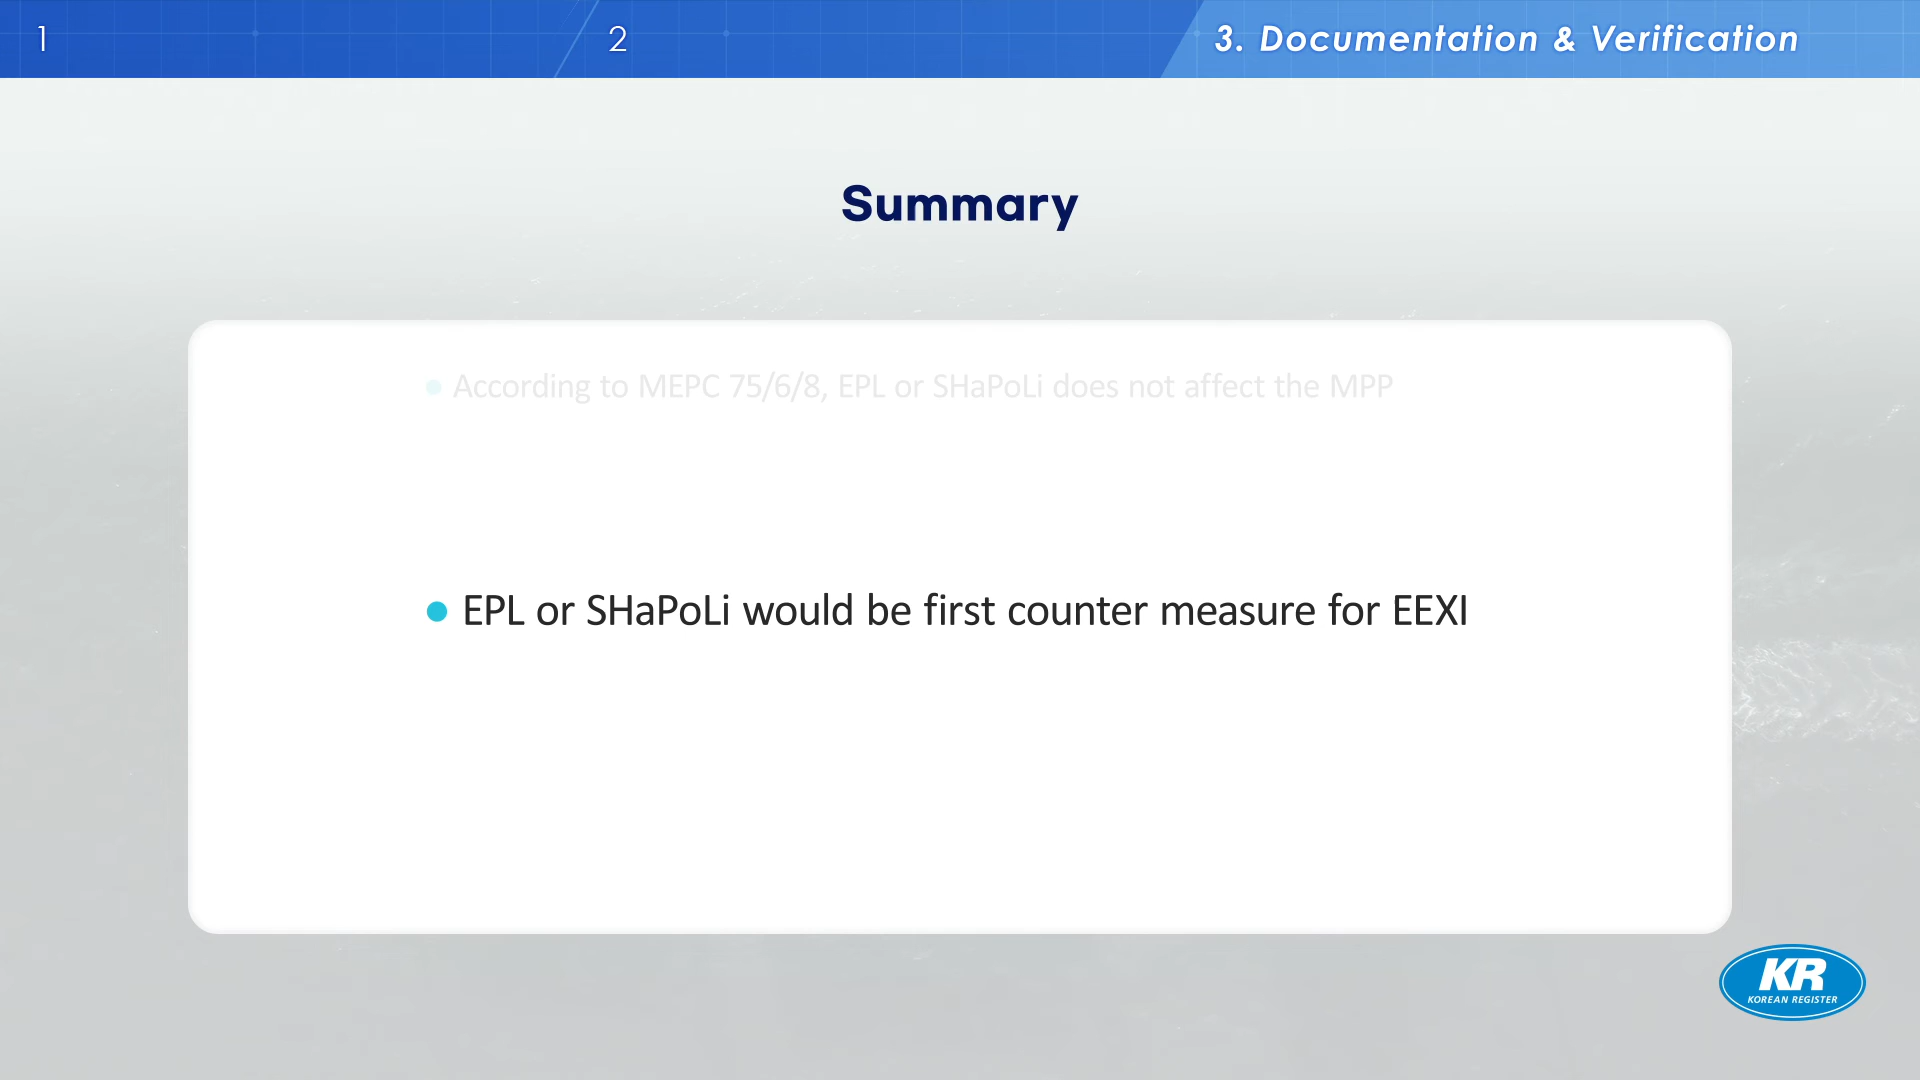 1
2
3. Documentation & Verification
Summary
• According to MEPC 75/6/8, EPL or SHaPoLi does not affect the MPP
• EPL or SHaPoLi would be first counter measure for EEXI
KR
KOREAN REGISTER